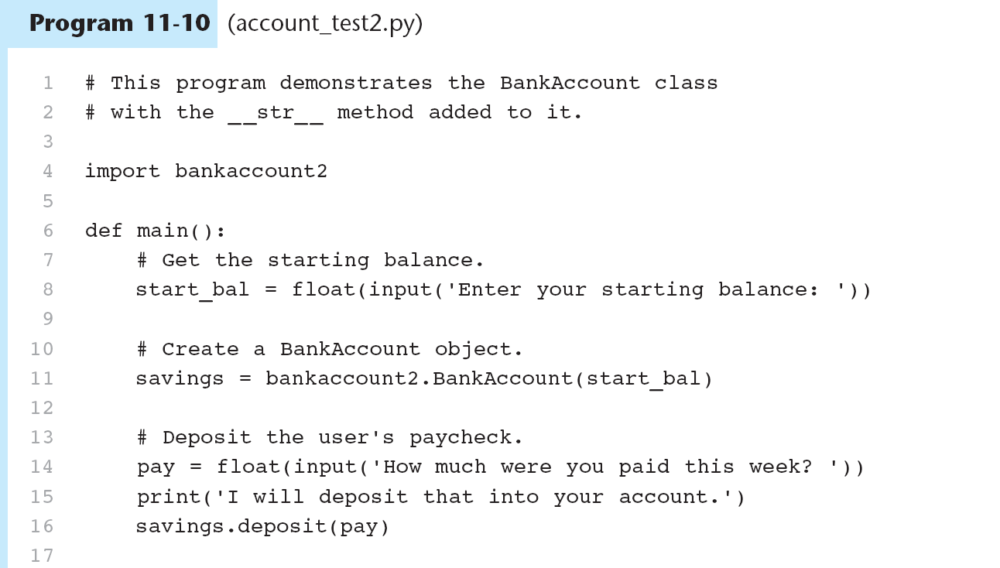 Program 11-10 (account_test2.py)
1 # This program demonstrates the BankAccount class
2 # with the __str__ method added to it.
3
4 import bankaccount2
5
6 def main():
7     # Get the starting balance.
8     start_bal = float(input('Enter your starting balance: '))
9
10     # Create a BankAccount object.
11     savings = bankaccount2.BankAccount(start_bal)
12
13     # Deposit the user's paycheck.
14     pay = float(input('How much were you paid this week? '))
15     print('I will deposit that into your account.')
16     savings.deposit(pay)
17